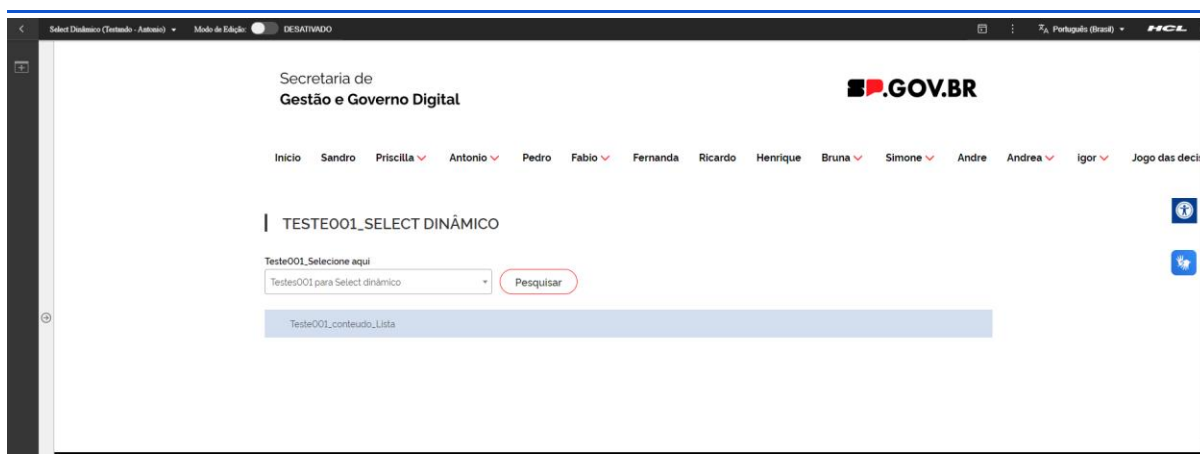 Select Dinâmico (Testando - Antonio) Modo de Edição: DESATIVADO Português (Brasil) HCL
Secretaria de
Gestão e Governo Digital
SP.GOV.BR
Início Sandro Priscilla Antonio Pedro Fabio Fernanda Ricardo Henrique Bruna Simone Andre Andrea igor Jogo das decis
TESTE001_SELECT DINÂMICO
Teste001_Selecione aqui
Testes001 para Select dinâmico Pesquisar
Teste001_conteudo_Lista